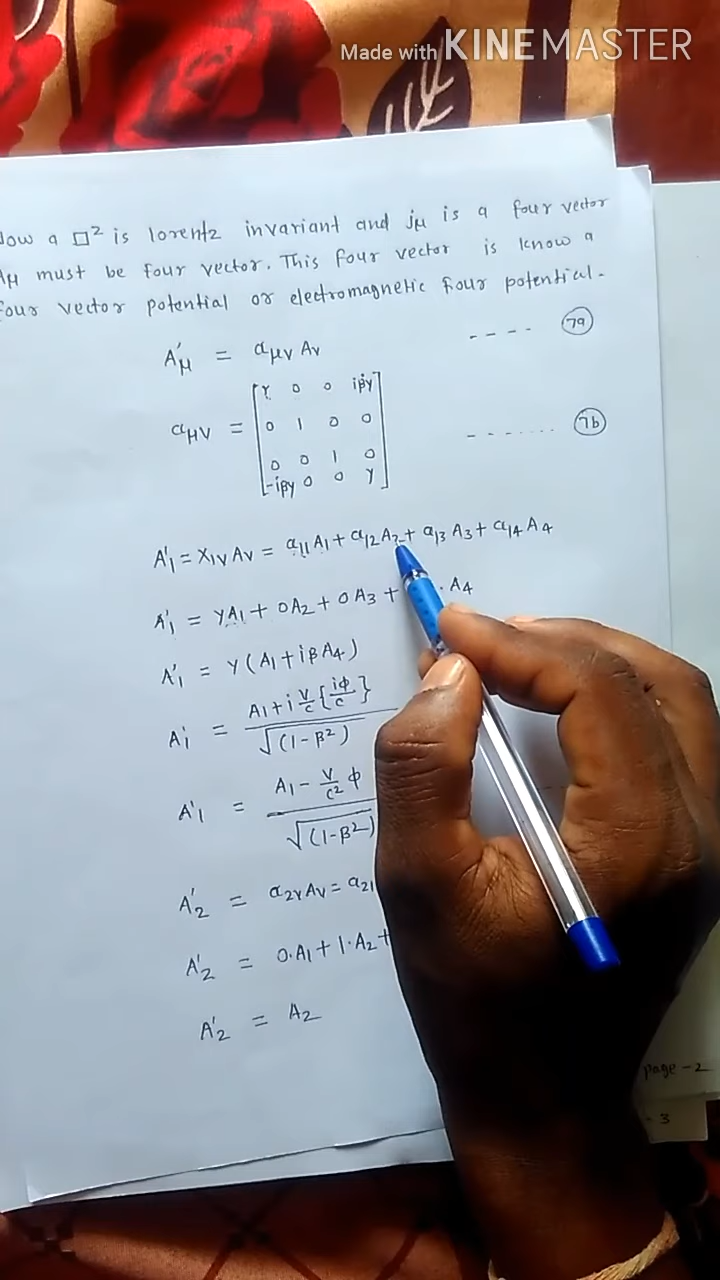 Made with KINEMASTER
Now a □² is lorentz invariant and jμ is a four vector
Aμ must be four vector. This four vector is know a
four vector potential or electromagnetic four potential.
A'μ = aμν Aν ---- (7a)
aμν = [γ 0 0 iβγ
0 1 0 0
0 0 1 0
-iβγ 0 0 γ] ------- (7b)
A'1 = X1ν Aν = a11 A1 + a12 A2 + a13 A3 + a14 A4
A'1 = γA1 + 0A2 + 0A3 + . A4
A'1 = γ(A1 + iβA4)
A'1 = A1 + i v/c {iφ/c} / √(1-β²)
A'1 = A1 - v/c² φ / √(1-β²)
A'2 = a2ν Aν = a21
A'2 = 0.A1 + 1.A2 +
A'2 = A2
page-2
- 3